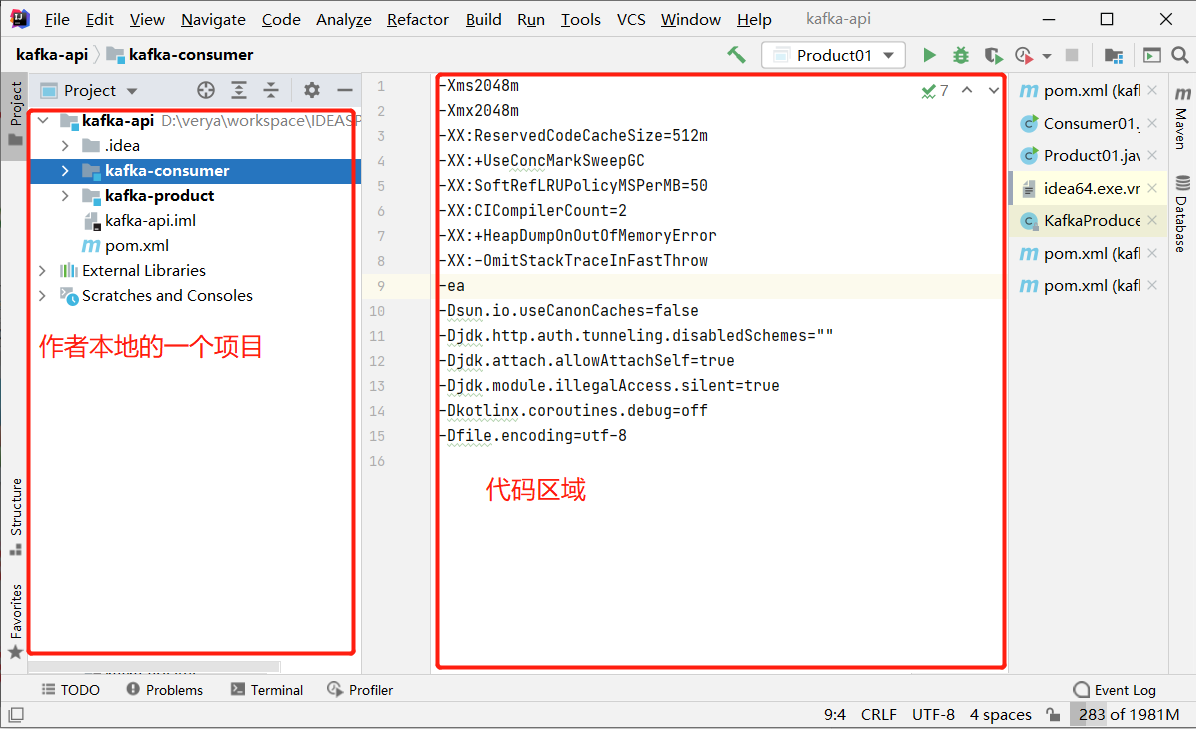 File Edit View Navigate Code Analyze Refactor Build Run Tools VCS Window Help kafka-api
kafka-api kafka-consumer Product01
Project
Project
kafka-api D:\verya\workspace\IDEASP
.idea
kafka-consumer
kafka-product
kafka-api.iml
pom.xml
External Libraries
Scratches and Consoles
作者本地的一个项目
Structure
Favorites
1 -Xms2048m
2 -Xmx2048m
3 -XX:ReservedCodeCacheSize=512m
4 -XX:+UseConcMarkSweepGC
5 -XX:SoftRefLRUPolicyMSPerMB=50
6 -XX:CICompilerCount=2
7 -XX:+HeapDumpOnOutOfMemoryError
8 -XX:-OmitStackTraceInFastThrow
9 -ea
10 -Dsun.io.useCanonCaches=false
11 -Djdk.http.auth.tunneling.disabledSchemes=""
12 -Djdk.attach.allowAttachSelf=true
13 -Djdk.module.illegalAccess.silent=true
14 -Dkotlinx.coroutines.debug=off
15 -Dfile.encoding=utf-8
16
7
代码区域
pom.xml (kaf
Consumer01.
Product01.jav
idea64.exe.vr
KafkaProduce
pom.xml (kaf
pom.xml (kaf
Maven
Database
TODO Problems Terminal Profiler Event Log
9:4 CRLF UTF-8 4 spaces 283 of 1981M